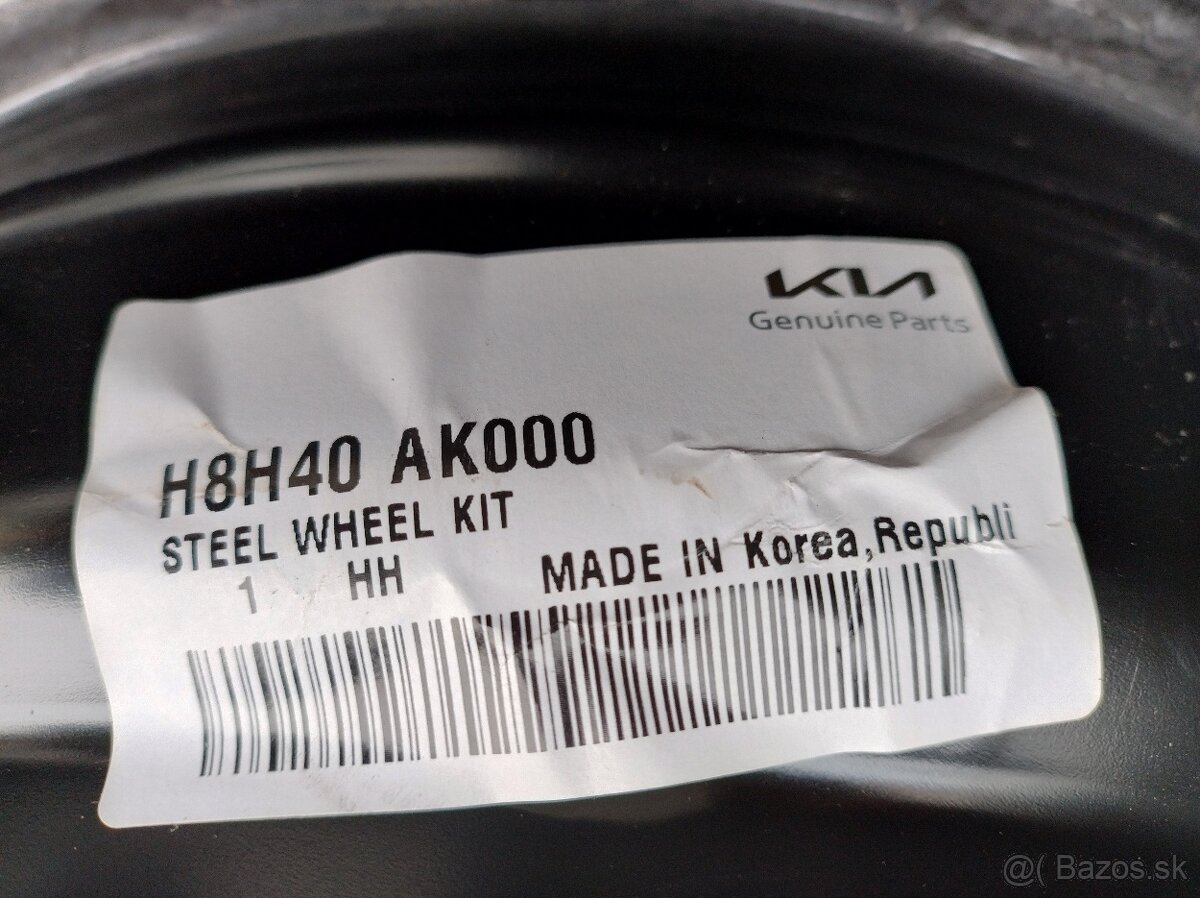 KIA
Genuine Parts
H8H40 AK000
STEEL WHEEL KIT
1 HH MADE IN Korea,Republi
@( Bazos.sk